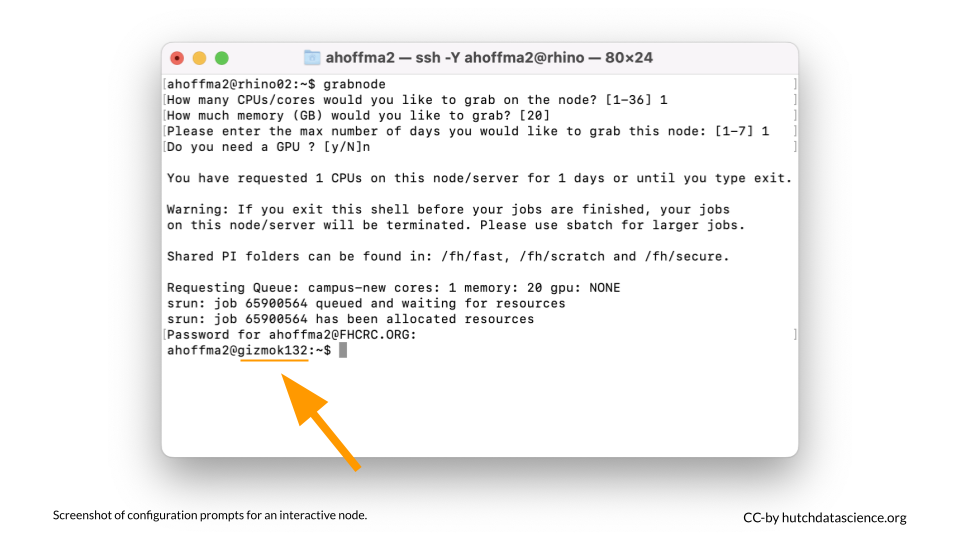 ahoffma2 — ssh -Y ahoffma2@rhino — 80×24
[ahoffma2@rhino02:~$ grabnode ]
[How many CPUs/cores would you like to grab on the node? [1-36] 1 ]
[How much memory (GB) would you like to grab? [20] ]
[Please enter the max number of days you would like to grab this node: [1-7] 1 ]
[Do you need a GPU ? [y/N]n ]
You have requested 1 CPUs on this node/server for 1 days or until you type exit.
Warning: If you exit this shell before your jobs are finished, your jobs
on this node/server will be terminated. Please use sbatch for larger jobs.
Shared PI folders can be found in: /fh/fast, /fh/scratch and /fh/secure.
Requesting Queue: campus-new cores: 1 memory: 20 gpu: NONE
srun: job 65900564 queued and waiting for resources
srun: job 65900564 has been allocated resources
[Password for ahoffma2@FHCRC.ORG: ]
ahoffma2@gizmok132:~$
Screenshot of configuration prompts for an interactive node.
CC-by hutchdatascience.org